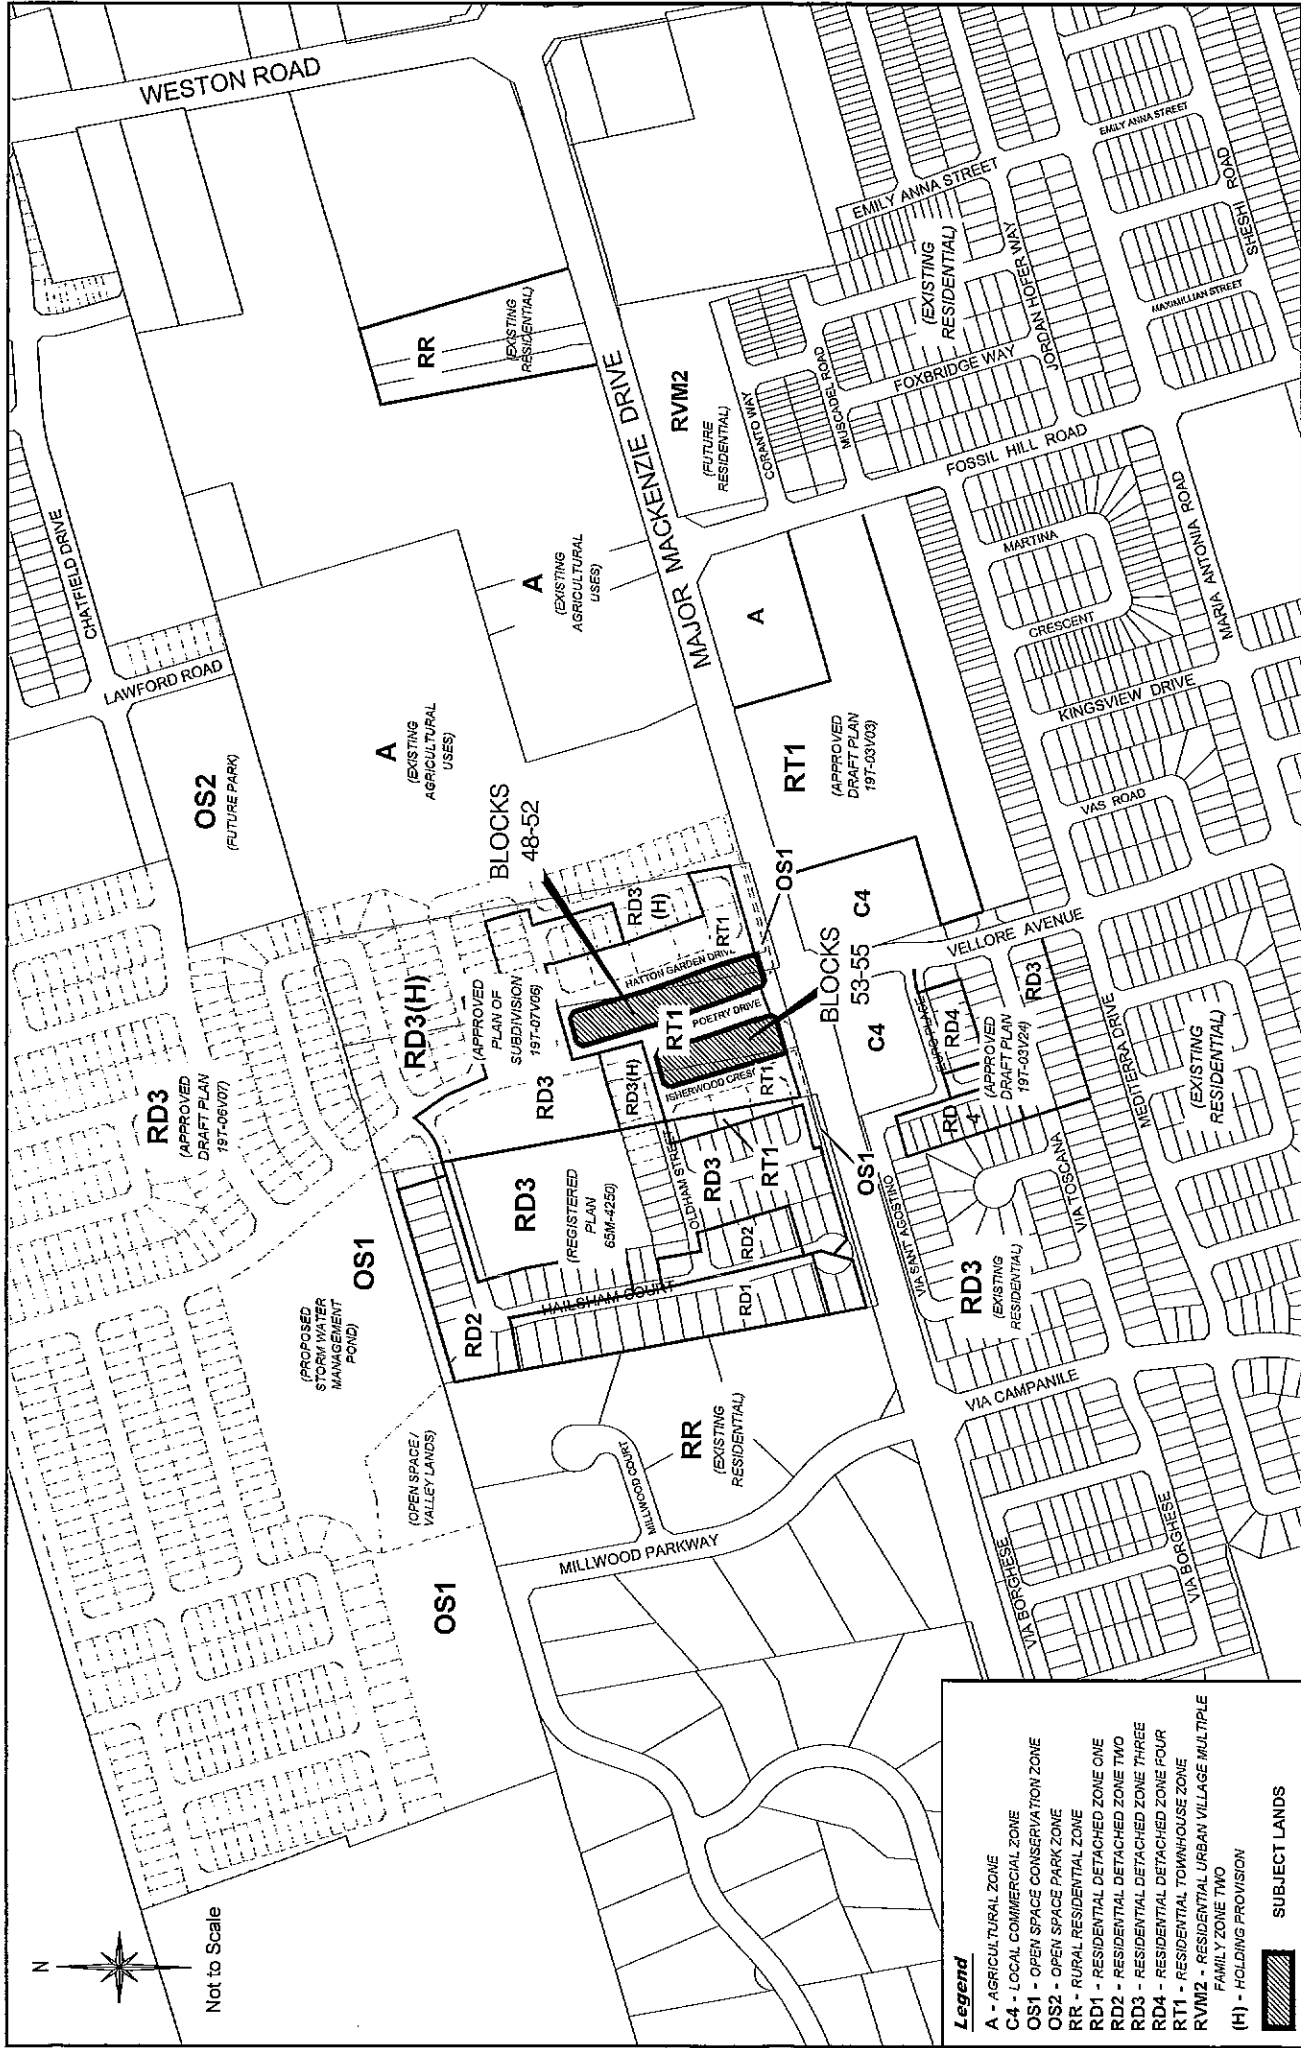 N
Not to Scale
WESTON ROAD
CHATFIELD DRIVE
LAWFORD ROAD
OS2
(FUTURE PARK)
RD3
(APPROVED
DRAFT PLAN
19T-06V07)
A
(EXISTING
AGRICULTURAL
USES)
A
(EXISTING
AGRICULTURAL
USES)
RR
(EXISTING
RESIDENTIAL)
RD3(H)
(APPROVED
PLAN OF
SUBDIVISION
19T-07V06)
BLOCKS
48-52
OS1
(PROPOSED
STORM WATER
MANAGEMENT
POND)
(OPEN SPACE/
VALLEY LANDS)
OS1
RD2
RD3
(REGISTERED
PLAN
65M-4250)
RD3
RD3
(H)
RD3(H)
RT1
RT1
HATTON GARDEN DRIVE
POETRY DRIVE
ISHERWOOD CRES
RT1
OLDHAM STREET
RD3
RT1
RD2
RD1
HAILSHAM COURT
OS1
OS1
BLOCKS
53-55
RR
(EXISTING
RESIDENTIAL)
MILLWOOD COURT
MILLWOOD PARKWAY
MAJOR MACKENZIE DRIVE
RVM2
(FUTURE
RESIDENTIAL)
CORANTO WAY
MUSCADEL ROAD
FOXBRIDGE WAY
EMILY ANNA STREET
(EXISTING
RESIDENTIAL)
JORDAN HOFER WAY
EMILY ANNA STREET
MAXIMILLIAN STREET
SHESHI ROAD
FOSSIL HILL ROAD
A
RT1
(APPROVED
DRAFT PLAN
19T-03V03)
MARTINA
CRESCENT
MARIA ANTONIA ROAD
KINGSVIEW DRIVE
VAS ROAD
C4
C4
VELLORE AVENUE
RD4
RD3
(APPROVED
DRAFT PLAN
19T-03V24)
RD
4
MEDITERRA DRIVE
(EXISTING
RESIDENTIAL)
VIA TOSCANA
VIA SANT AGOSTINO
RD3
(EXISTING
RESIDENTIAL)
VIA CAMPANILE
VIA BORGHESE
VIA BORGHESE
Legend
A - AGRICULTURAL ZONE
C4 - LOCAL COMMERCIAL ZONE
OS1 - OPEN SPACE CONSERVATION ZONE
OS2 - OPEN SPACE PARK ZONE
RR - RURAL RESIDENTIAL ZONE
RD1 - RESIDENTIAL DETACHED ZONE ONE
RD2 - RESIDENTIAL DETACHED ZONE TWO
RD3 - RESIDENTIAL DETACHED ZONE THREE
RD4 - RESIDENTIAL DETACHED ZONE FOUR
RT1 - RESIDENTIAL TOWNHOUSE ZONE
RVM2 - RESIDENTIAL URBAN VILLAGE MULTIPLE
FAMILY ZONE TWO
(H) - HOLDING PROVISION
SUBJECT LANDS